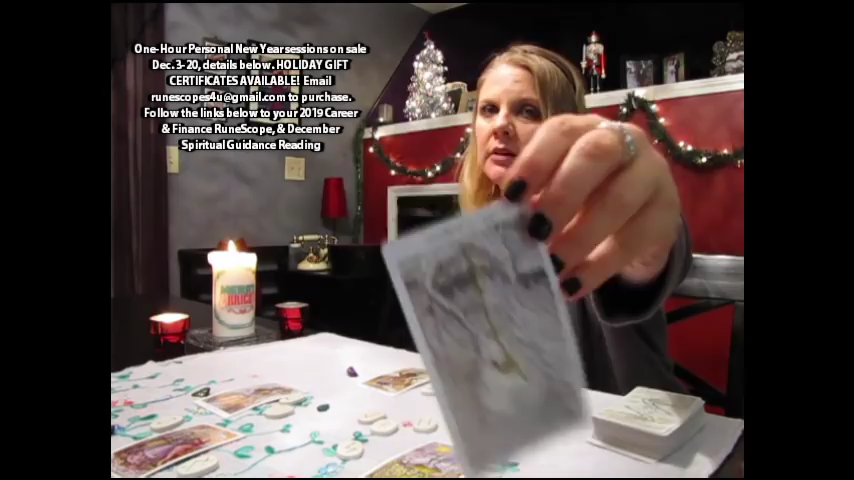 One-Hour Personal New Year sessions on sale
Dec. 3-20, details below. HOLIDAY GIFT
CERTIFICATES AVAILABLE! Email
runescopes4u@gmail.com to purchase.
Follow the links below to your 2019 Career
& Finance RuneScope, & December
Spiritual Guidance Reading